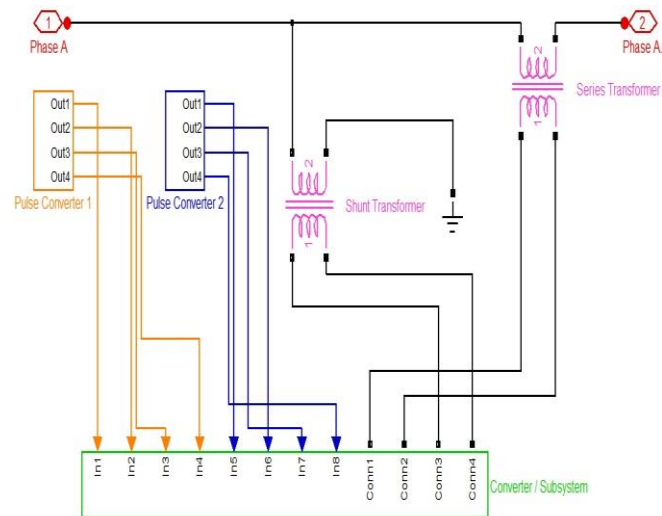 1
2
Phase A
Phase A.
2
1
Series Transformer
Out1
Out2
Out3
Out4
Pulse Converter 1
Out1
Out2
Out3
Out4
Pulse Converter 2
2
1
Shunt Transformer
In1
In2
In3
In4
In5
In6
In7
In8
Conn1
Conn2
Conn3
Conn4
Converter / Subsystem